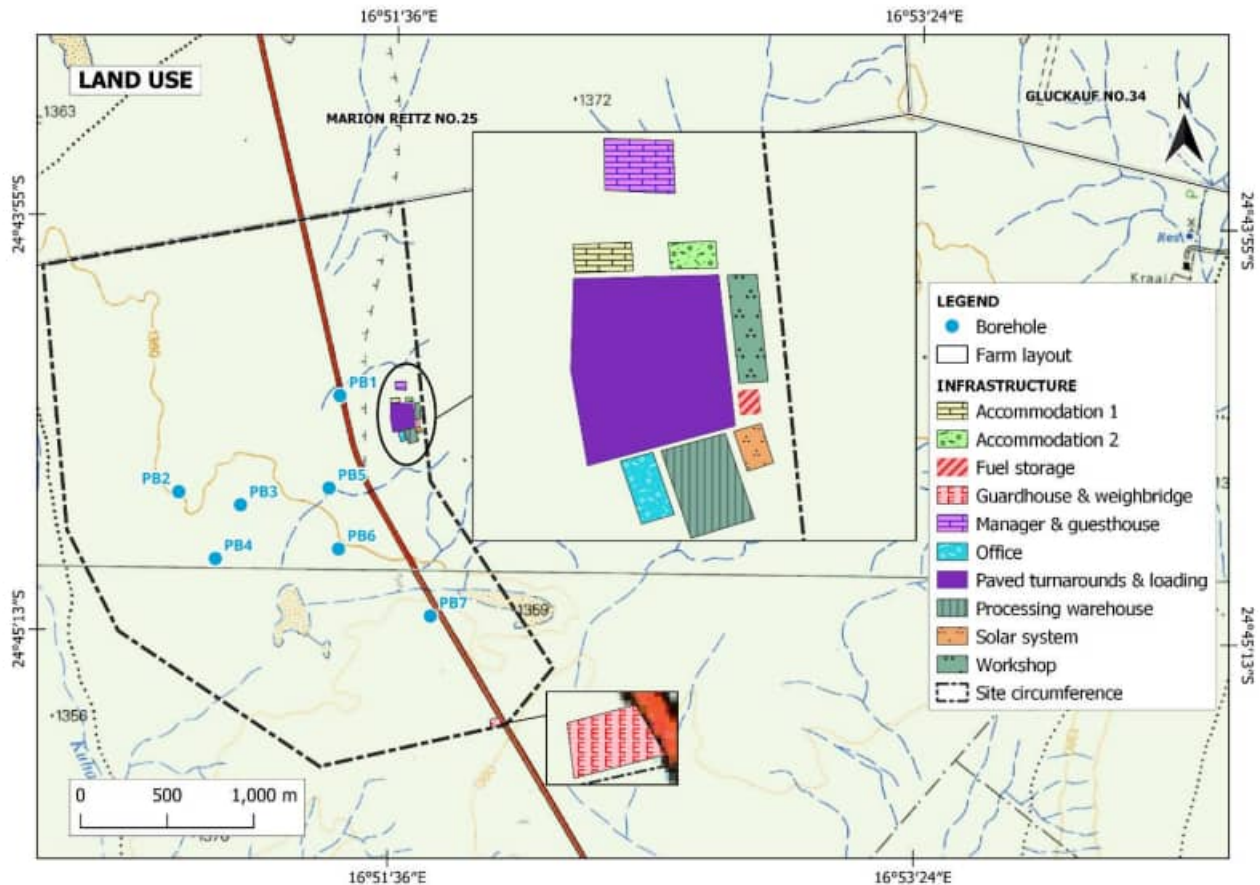 16°51'36"E
16°53'24"E
LAND USE
1363
MARION REITZ NO.25
1372
GLUCKAUF NO.34
N
24°43'55"S
24°43'55"S
P
Kraal
LEGEND
Borehole
Farm layout
INFRASTRUCTURE
Accommodation 1
Accommodation 2
Fuel storage
Guardhouse & weighbridge
Manager & guesthouse
Office
Paved turnarounds & loading
Processing warehouse
Solar system
Workshop
Site circumference
1360
PB1
PB2
PB3
PB5
PB4
PB6
PB7
1359
24°45'13"S
24°45'13"S
1356
0 500 1,000 m
16°51'36"E
16°53'24"E